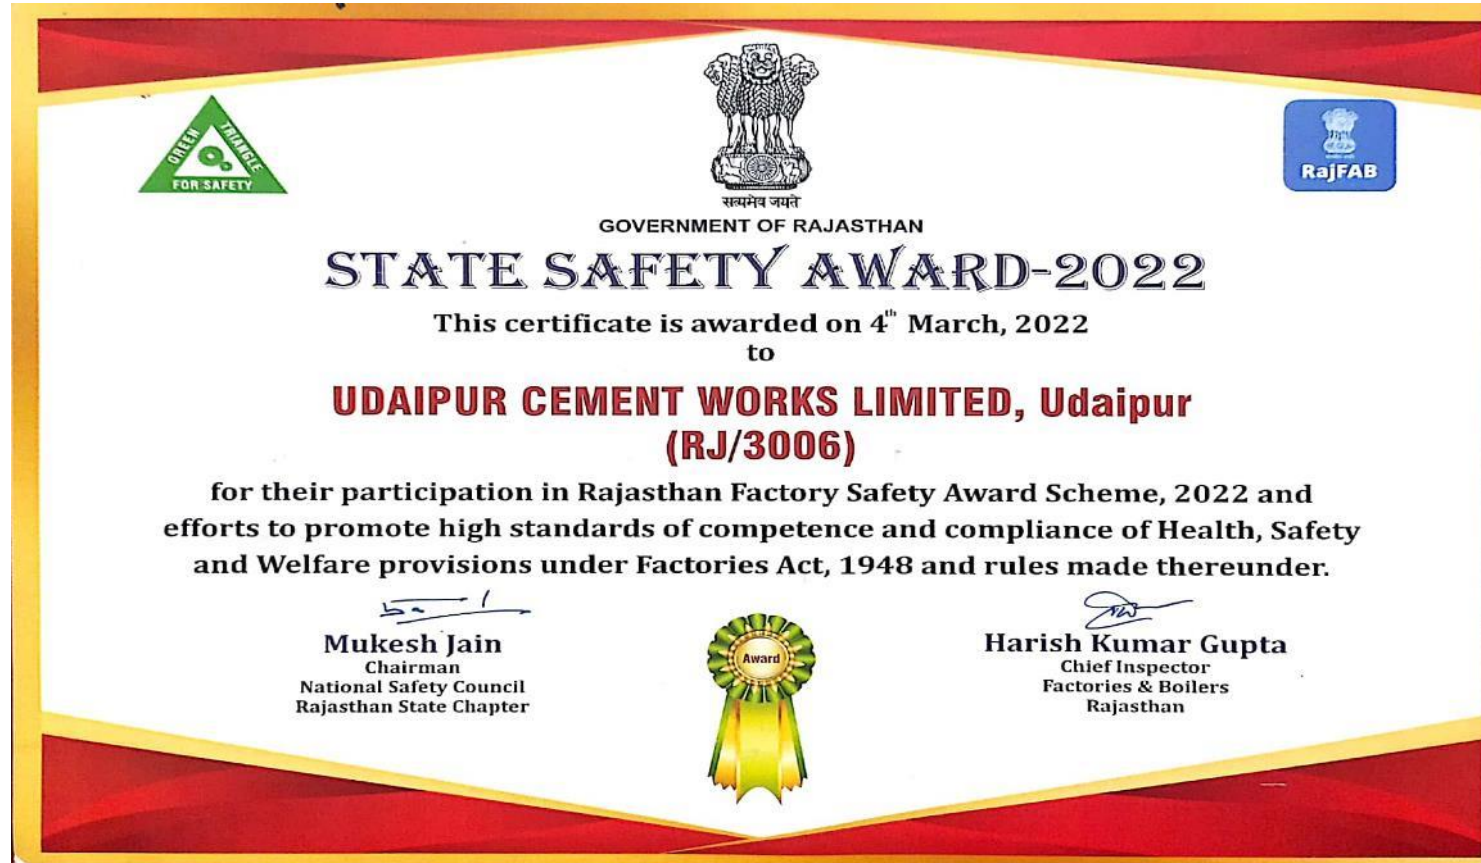 GREEN TRIANGLE
FOR SAFETY
RajFAB
सत्यमेव जयते
GOVERNMENT OF RAJASTHAN
STATE SAFETY AWARD-2022
This certificate is awarded on 4th March, 2022
to
UDAIPUR CEMENT WORKS LIMITED, Udaipur
(RJ/3006)
for their participation in Rajasthan Factory Safety Award Scheme, 2022 and
efforts to promote high standards of competence and compliance of Health, Safety
and Welfare provisions under Factories Act, 1948 and rules made thereunder.
Mukesh Jain
Chairman
National Safety Council
Rajasthan State Chapter
Award
Harish Kumar Gupta
Chief Inspector
Factories & Boilers
Rajasthan